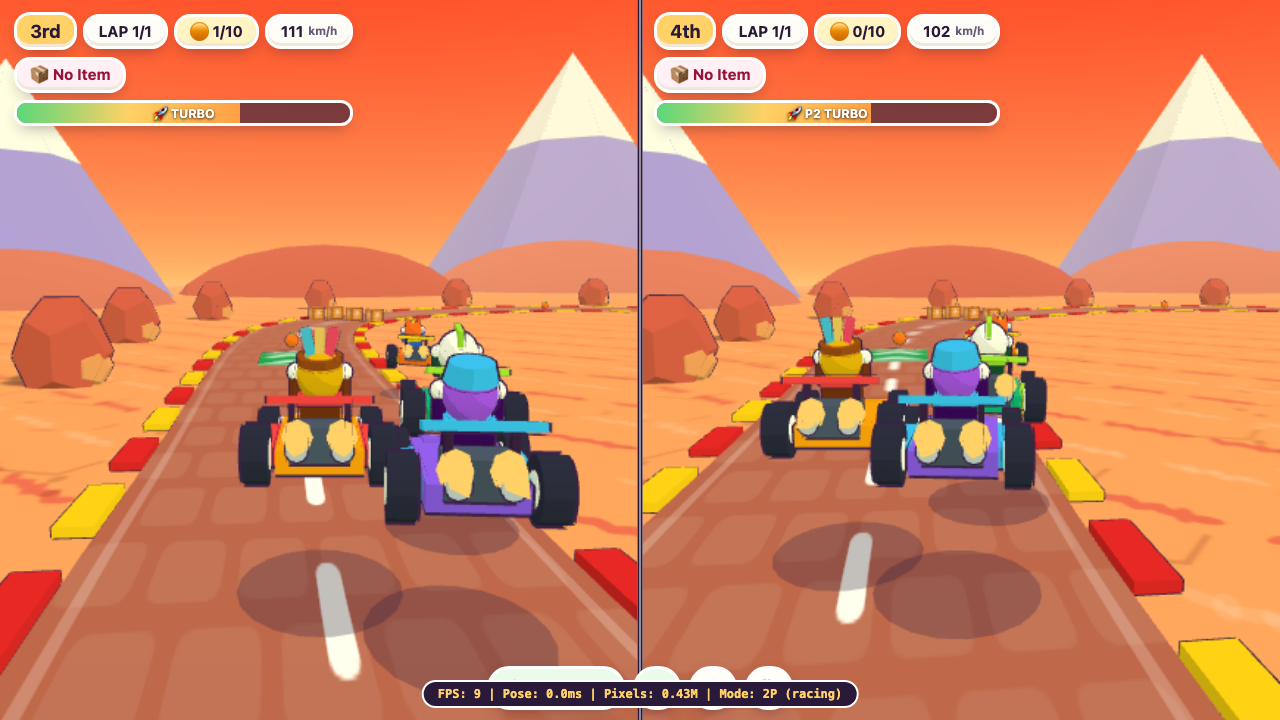 3rd
LAP 1/1
1/10
111 km/h
No Item
TURBO
4th
LAP 1/1
0/10
102 km/h
No Item
P2 TURBO
FPS: 9 | Pose: 0.0ms | Pixels: 0.43M | Mode: 2P (racing)